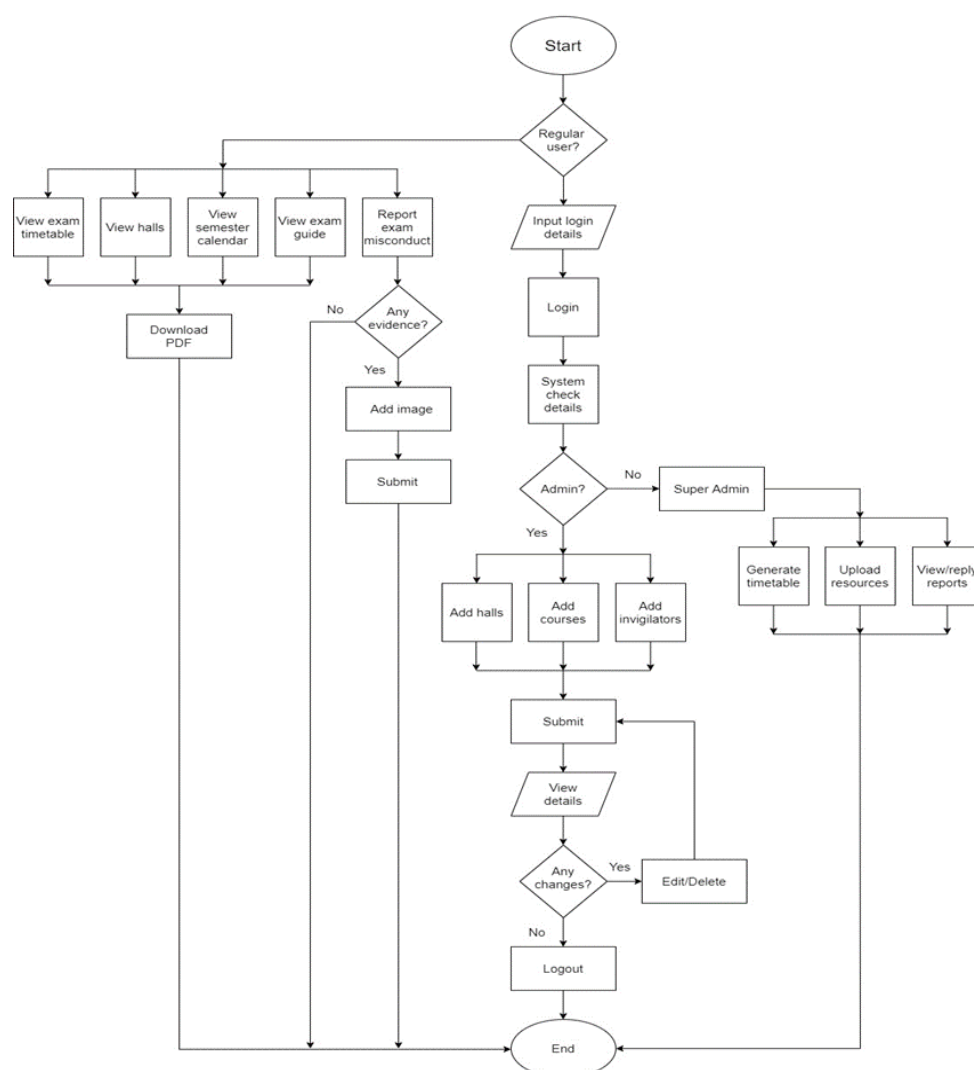 Start
Regular
user?
View exam
timetable
View halls
View
semester
calendar
View exam
guide
Report
exam
misconduct
Input login
details
Login
No
Any
evidence?
Yes
Download
PDF
Add image
Submit
System
check
details
Admin?
No
Super Admin
Yes
Generate
timetable
Upload
resources
View/reply
reports
Add halls
Add
courses
Add
invigilators
Submit
View
details
Any
changes?
Yes
Edit/Delete
No
Logout
End